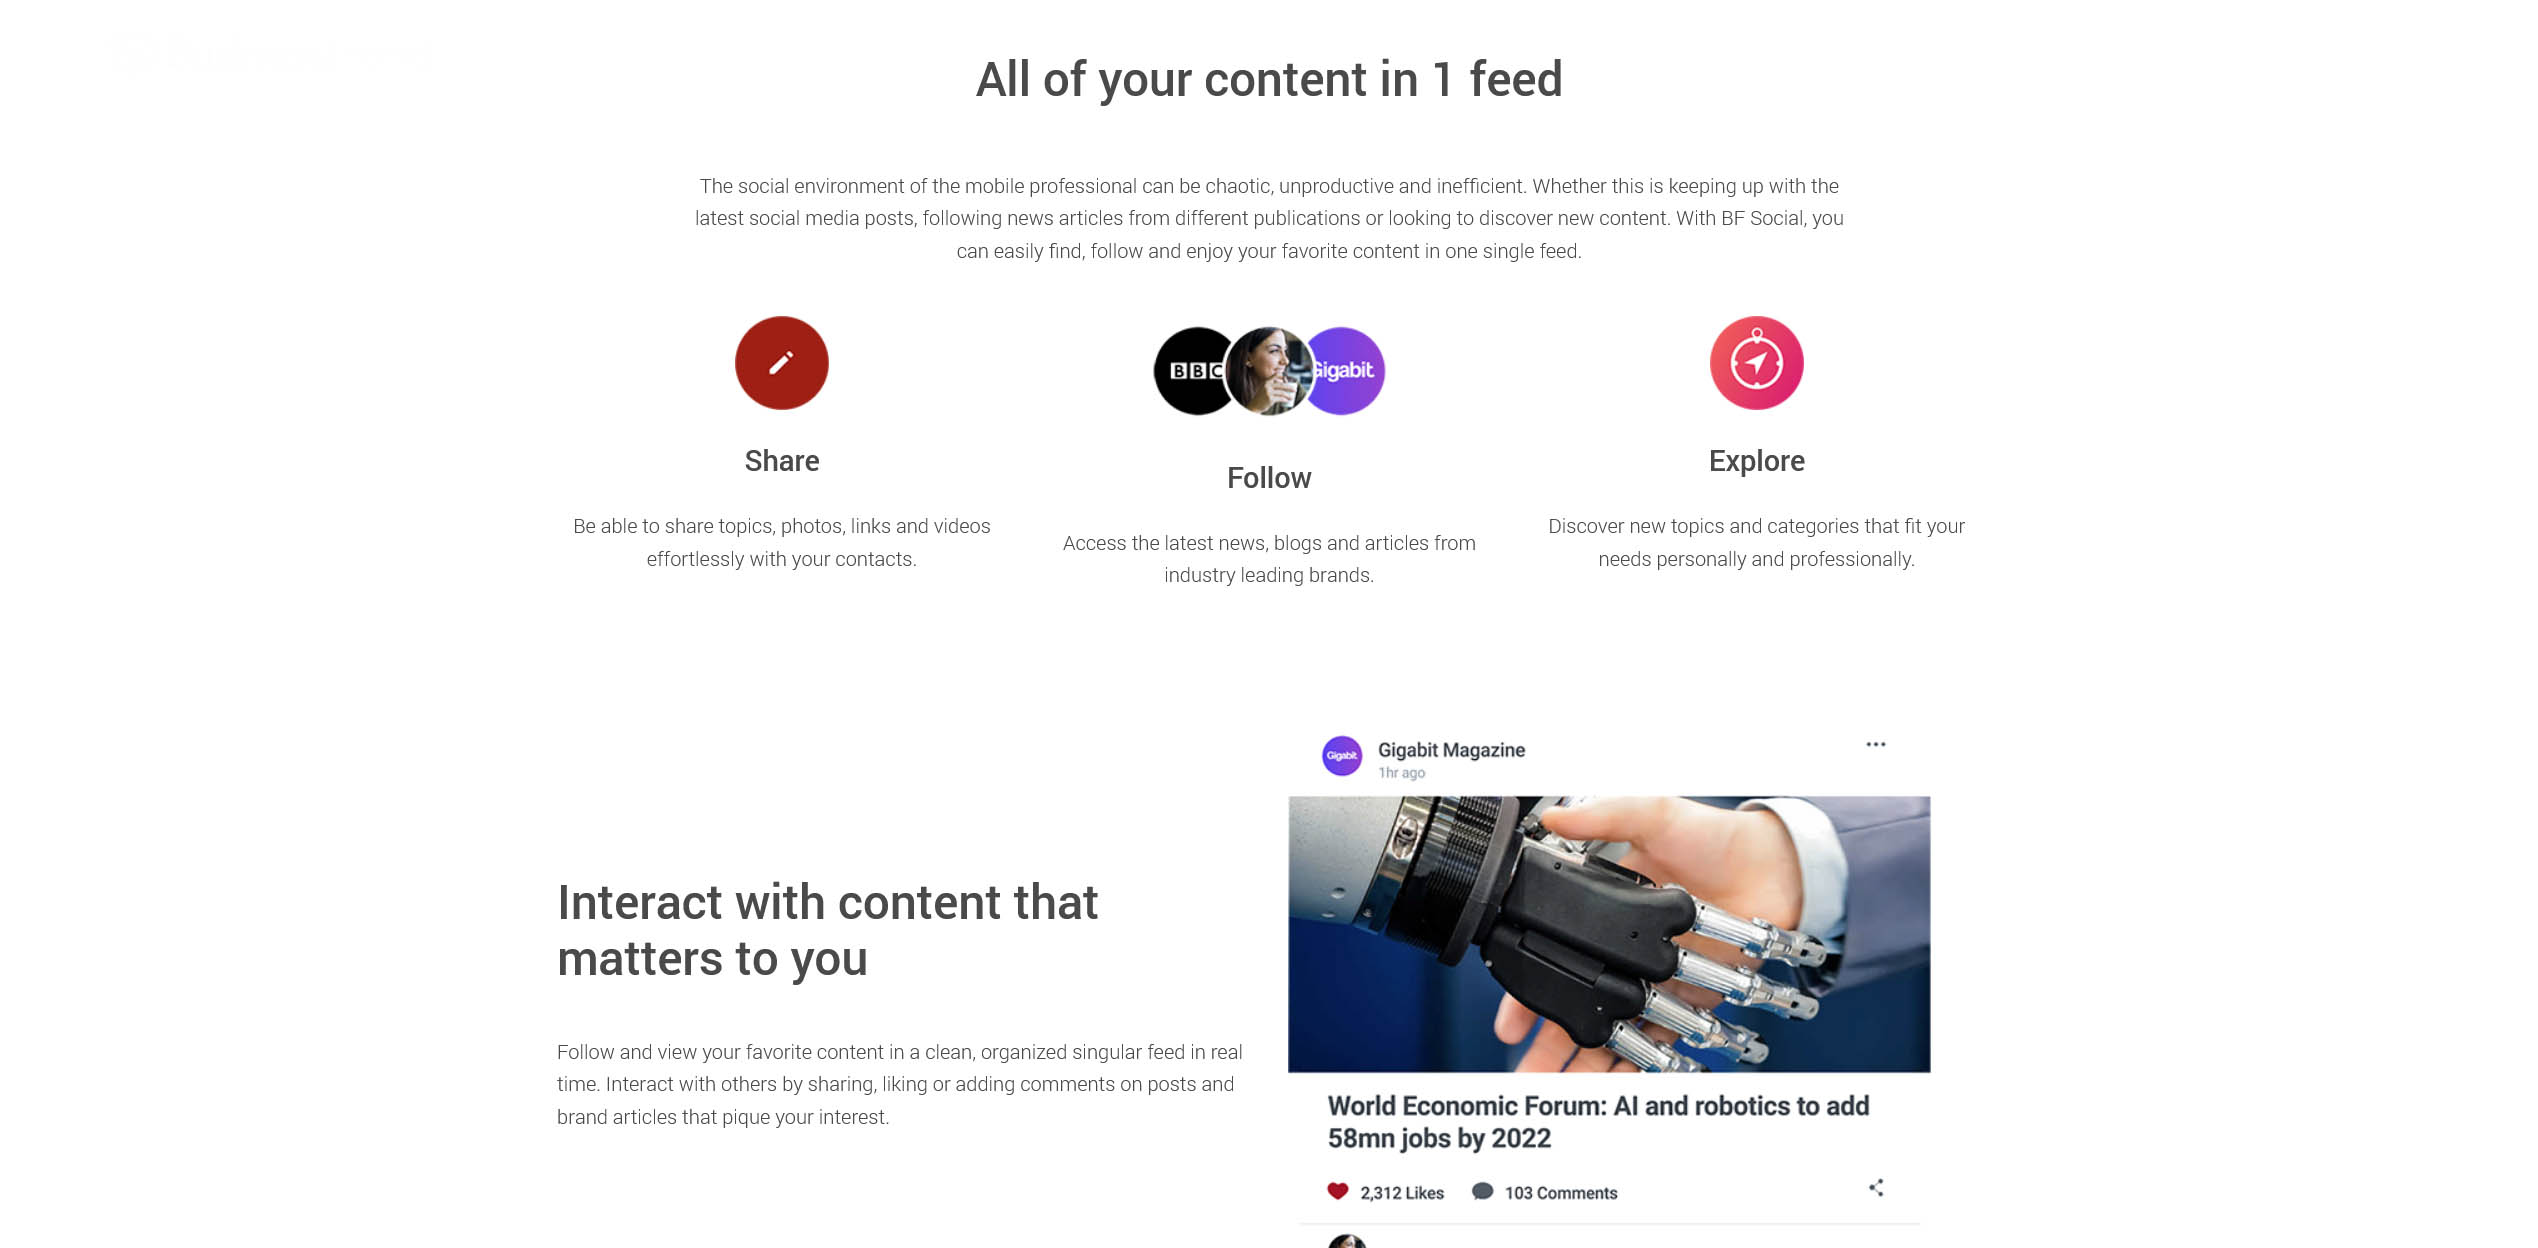 All of your content in 1 feed
The social environment of the mobile professional can be chaotic, unproductive and inefficient. Whether this is keeping up with the
latest social media posts, following news articles from different publications or looking to discover new content. With BF Social, you
can easily find, follow and enjoy your favorite content in one single feed.
BBC
Gigabit
Share
Be able to share topics, photos, links and videos
effortlessly with your contacts.
Follow
Access the latest news, blogs and articles from
industry leading brands.
Explore
Discover new topics and categories that fit your
needs personally and professionally.
Interact with content that
matters to you
Follow and view your favorite content in a clean, organized singular feed in real
time. Interact with others by sharing, liking or adding comments on posts and
brand articles that pique your interest.
Gigabit
Gigabit Magazine
1hr ago
World Economic Forum: AI and robotics to add
58mn jobs by 2022
2,312 Likes
103 Comments